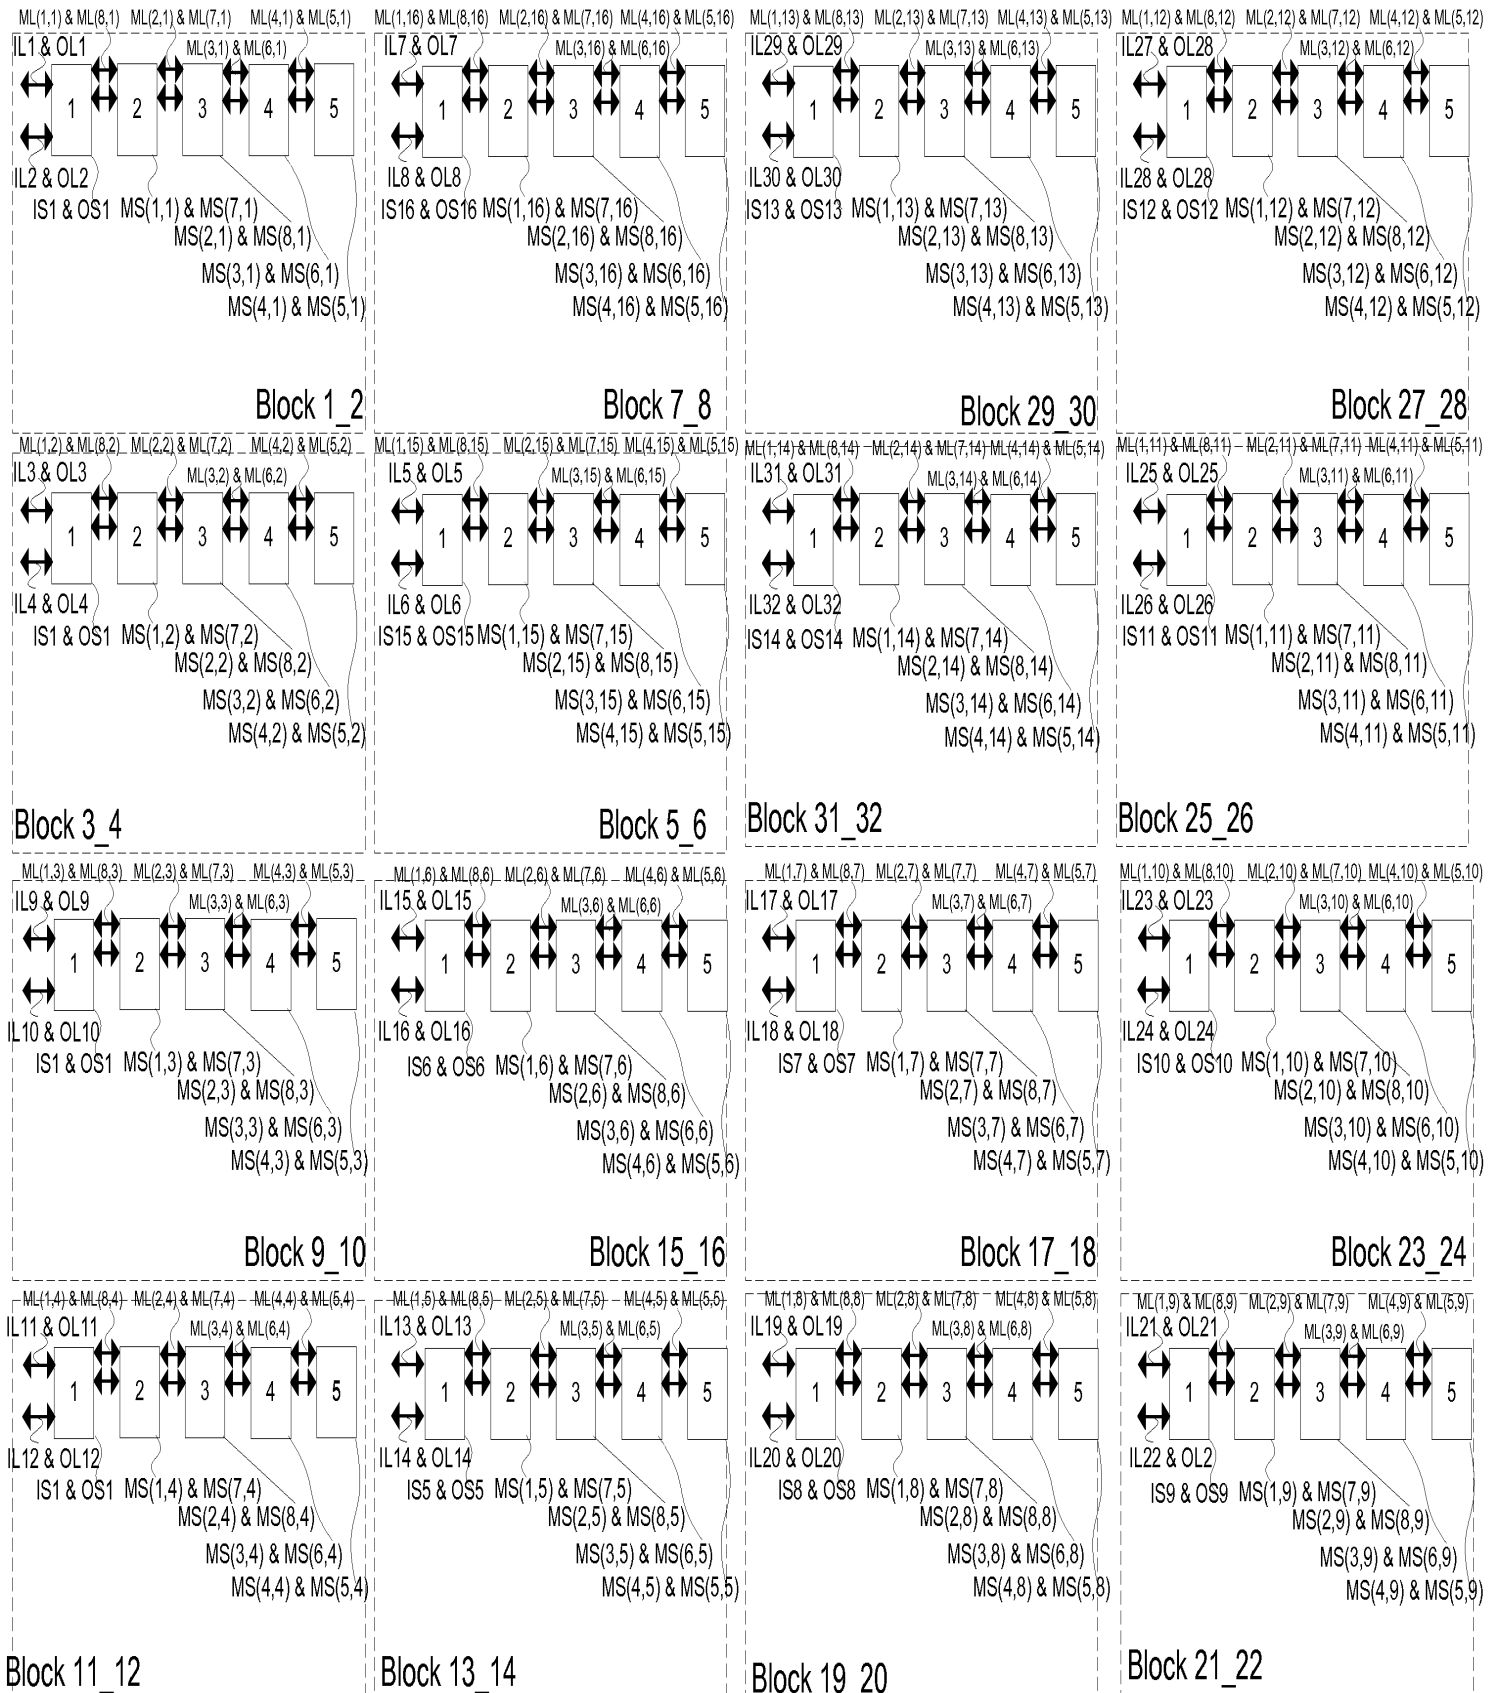 ML(1,1) & ML(8,1) ML(2,1) & ML(7,1) ML(4,1) & ML(5,1)
IL1 & OL1 ML(3,1) & ML(6,1)
1 2 3 4 5
IL2 & OL2
IS1 & OS1 MS(1,1) & MS(7,1)
MS(2,1) & MS(8,1)
MS(3,1) & MS(6,1)
MS(4,1) & MS(5,1)
Block 1_2
ML(1,16) & ML(8,16) ML(2,16) & ML(7,16) ML(4,16) & ML(5,16)
IL7 & OL7 ML(3,16) & ML(6,16)
1 2 3 4 5
IL8 & OL8
IS16 & OS16 MS(1,16) & MS(7,16)
MS(2,16) & MS(8,16)
MS(3,16) & MS(6,16)
MS(4,16) & MS(5,16)
Block 7_8
ML(1,13) & ML(8,13) ML(2,13) & ML(7,13) ML(4,13) & ML(5,13)
IL29 & OL29 ML(3,13) & ML(6,13)
1 2 3 4 5
IL30 & OL30
IS13 & OS13 MS(1,13) & MS(7,13)
MS(2,13) & MS(8,13)
MS(3,13) & MS(6,13)
MS(4,13) & MS(5,13)
Block 29_30
ML(1,12) & ML(8,12) ML(2,12) & ML(7,12) ML(4,12) & ML(5,12)
IL27 & OL28 ML(3,12) & ML(6,12)
1 2 3 4 5
IL28 & OL28
IS12 & OS12 MS(1,12) & MS(7,12)
MS(2,12) & MS(8,12)
MS(3,12) & MS(6,12)
MS(4,12) & MS(5,12)
Block 27_28
ML(1,2) & ML(8,2) ML(2,2) & ML(7,2) ML(4,2) & ML(5,2)
IL3 & OL3 ML(3,2) & ML(6,2)
1 2 3 4 5
IL4 & OL4
IS1 & OS1 MS(1,2) & MS(7,2)
MS(2,2) & MS(8,2)
MS(3,2) & MS(6,2)
MS(4,2) & MS(5,2)
Block 3_4
ML(1,15) & ML(8,15) ML(2,15) & ML(7,15) ML(4,15) & ML(5,15)
IL5 & OL5 ML(3,15) & ML(6,15)
1 2 3 4 5
IL6 & OL6
IS15 & OS15 MS(1,15) & MS(7,15)
MS(2,15) & MS(8,15)
MS(3,15) & MS(6,15)
MS(4,15) & MS(5,15)
Block 5_6
ML(1,14) & ML(8,14) ML(2,14) & ML(7,14) ML(4,14) & ML(5,14)
IL31 & OL31 ML(3,14) & ML(6,14)
1 2 3 4 5
IL32 & OL32
IS14 & OS14 MS(1,14) & MS(7,14)
MS(2,14) & MS(8,14)
MS(3,14) & MS(6,14)
MS(4,14) & MS(5,14)
Block 31_32
ML(1,11) & ML(8,11) ML(2,11) & ML(7,11) ML(4,11) & ML(5,11)
IL25 & OL25 ML(3,11) & ML(6,11)
1 2 3 4 5
IL26 & OL26
IS11 & OS11 MS(1,11) & MS(7,11)
MS(2,11) & MS(8,11)
MS(3,11) & MS(6,11)
MS(4,11) & MS(5,11)
Block 25_26
ML(1,3) & ML(8,3) ML(2,3) & ML(7,3) ML(4,3) & ML(5,3)
IL9 & OL9 ML(3,3) & ML(6,3)
1 2 3 4 5
IL10 & OL10
IS1 & OS1 MS(1,3) & MS(7,3)
MS(2,3) & MS(8,3)
MS(3,3) & MS(6,3)
MS(4,3) & MS(5,3)
Block 9_10
ML(1,6) & ML(8,6) ML(2,6) & ML(7,6) ML(4,6) & ML(5,6)
IL15 & OL15 ML(3,6) & ML(6,6)
1 2 3 4 5
IL16 & OL16
IS6 & OS6 MS(1,6) & MS(7,6)
MS(2,6) & MS(8,6)
MS(3,6) & MS(6,6)
MS(4,6) & MS(5,6)
Block 15_16
ML(1,7) & ML(8,7) ML(2,7) & ML(7,7) ML(4,7) & ML(5,7)
IL17 & OL17 ML(3,7) & ML(6,7)
1 2 3 4 5
IL18 & OL18
IS7 & OS7 MS(1,7) & MS(7,7)
MS(2,7) & MS(8,7)
MS(3,7) & MS(6,7)
MS(4,7) & MS(5,7)
Block 17_18
ML(1,10) & ML(8,10) ML(2,10) & ML(7,10) ML(4,10) & ML(5,10)
IL23 & OL23 ML(3,10) & ML(6,10)
1 2 3 4 5
IL24 & OL24
IS10 & OS10 MS(1,10) & MS(7,10)
MS(2,10) & MS(8,10)
MS(3,10) & MS(6,10)
MS(4,10) & MS(5,10)
Block 23_24
ML(1,4) & ML(8,4) ML(2,4) & ML(7,4) ML(4,4) & ML(5,4)
IL11 & OL11 ML(3,4) & ML(6,4)
1 2 3 4 5
IL12 & OL12
IS1 & OS1 MS(1,4) & MS(7,4)
MS(2,4) & MS(8,4)
MS(3,4) & MS(6,4)
MS(4,4) & MS(5,4)
Block 11_12
ML(1,5) & ML(8,5) ML(2,5) & ML(7,5) ML(4,5) & ML(5,5)
IL13 & OL13 ML(3,5) & ML(6,5)
1 2 3 4 5
IL14 & OL14
IS5 & OS5 MS(1,5) & MS(7,5)
MS(2,5) & MS(8,5)
MS(3,5) & MS(6,5)
MS(4,5) & MS(5,5)
Block 13_14
ML(1,8) & ML(8,8) ML(2,8) & ML(7,8) ML(4,8) & ML(5,8)
IL19 & OL19 ML(3,8) & ML(6,8)
1 2 3 4 5
IL20 & OL20
IS8 & OS8 MS(1,8) & MS(7,8)
MS(2,8) & MS(8,8)
MS(3,8) & MS(6,8)
MS(4,8) & MS(5,8)
Block 19_20
ML(1,9) & ML(8,9) ML(2,9) & ML(7,9) ML(4,9) & ML(5,9)
IL21 & OL21 ML(3,9) & ML(6,9)
1 2 3 4 5
IL22 & OL2
IS9 & OS9 MS(1,9) & MS(7,9)
MS(2,9) & MS(8,9)
MS(3,9) & MS(6,9)
MS(4,9) & MS(5,9)
Block 21_22